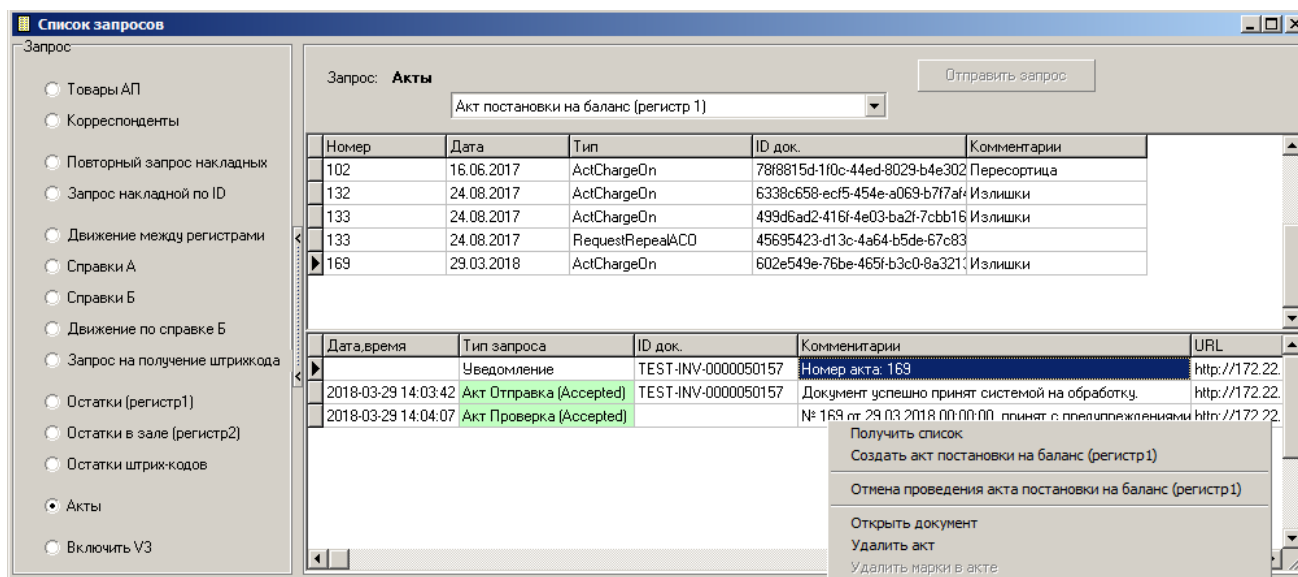 Список запросов
Запрос
Товары АП
Корреспонденты
Повторный запрос накладных
Запрос накладной по ID
Движение между регистрами
Справки А
Справки Б
Движение по справке Б
Запрос на получение штрихкода
Остатки (регистр1)
Остатки в зале (регистр2)
Остатки штрих-кодов
Акты
Включить V3
Запрос: Акты
Отправить запрос
Акт постановки на баланс (регистр 1)
Номер Дата Тип ID док. Комментарии
102 16.06.2017 ActChargeOn 78f8815d-1f0c-44ed-8029-b4e302 Пересортица
132 24.08.2017 ActChargeOn 6338c658-ecf5-454e-a069-b7f7af4 Излишки
133 24.08.2017 ActChargeOn 499d6ad2-416f-4e03-ba2f-7cbb16 Излишки
133 24.08.2017 RequestRepealACO 45695423-d13c-4a64-b5de-67c83
169 29.03.2018 ActChargeOn 602e549e-76be-465f-b3c0-8a3213 Излишки
Дата,время Тип запроса ID док. Комменитарии URL
Уведомление TEST-INV-0000050157 Номер акта: 169 http://172.22.
2018-03-29 14:03:42 Акт Отправка (Accepted) TEST-INV-0000050157 Документ успешно принят системой на обработку. http://172.22.
2018-03-29 14:04:07 Акт Проверка (Accepted) № 169 от 29.03.2018 00:00:00 принят с предупреждениями http://172.22.
Получить список
Создать акт постановки на баланс (регистр1)
Отмена проведения акта постановки на баланс (регистр1)
Открыть документ
Удалить акт
Удалить марки в акте